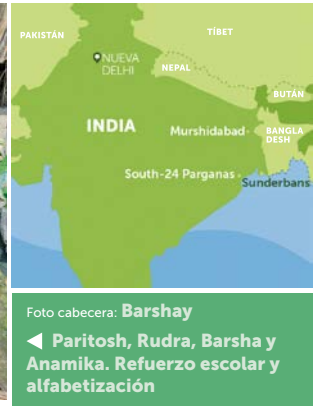 PAKISTÁN
TÍBET
NUEVA
DELHI
NEPAL
BUTÁN
INDIA
Murshidabad
BANGLA
DESH
South-24 Parganas
Sunderbans
Foto cabecera: Barshay
Paritosh, Rudra, Barsha y
Anamika. Refuerzo escolar y
alfabetización